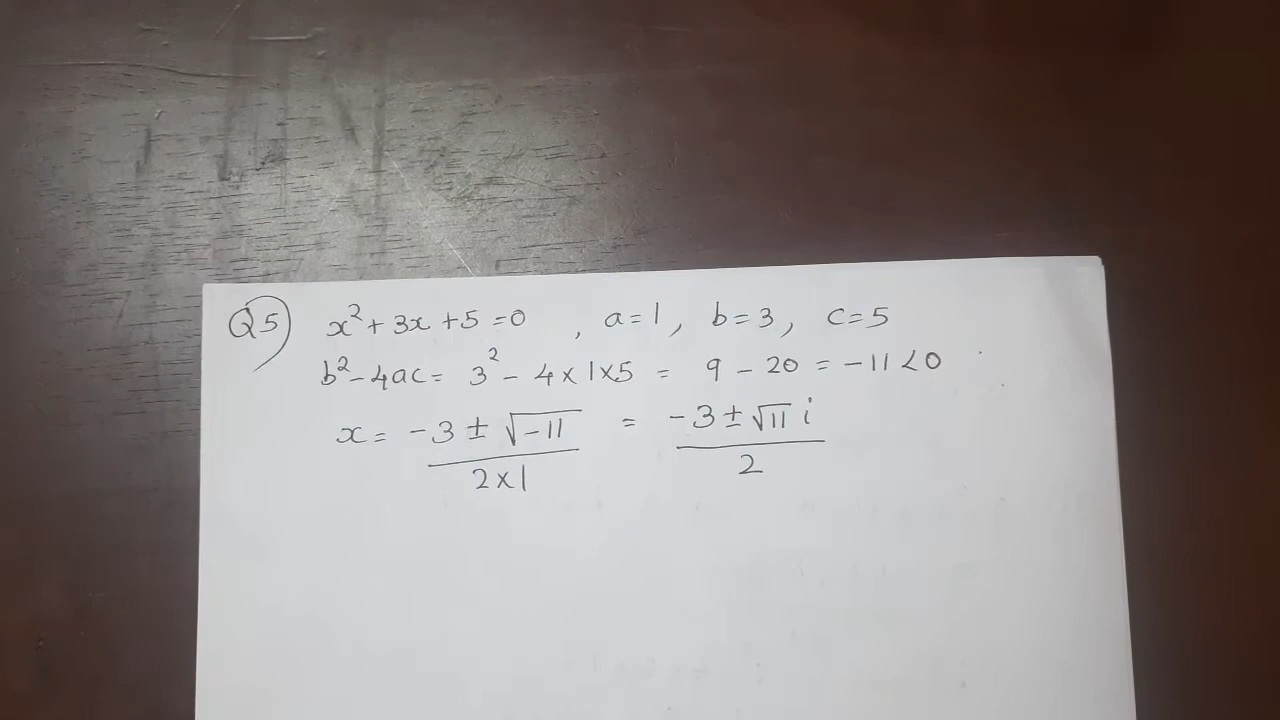 Q5) x² + 3x + 5 = 0 , a = 1 , b = 3 , c = 5
b² - 4ac = 3² - 4 × 1 × 5 = 9 - 20 = -11 < 0
x = (-3 ± √-11) / (2 × 1) = (-3 ± √11 i) / 2